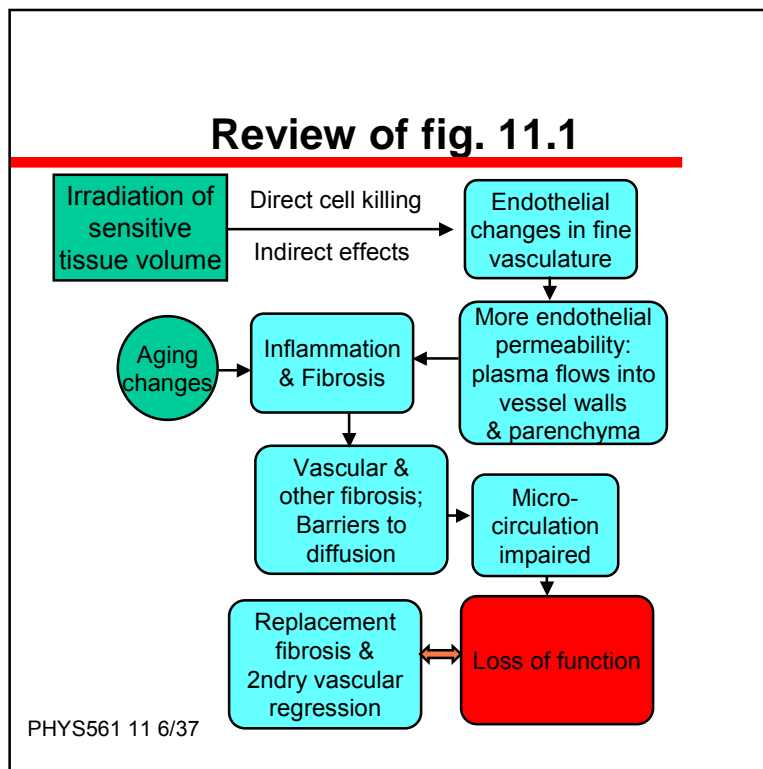 Review of fig. 11.1
Irradiation of
sensitive
tissue volume
Direct cell killing
Indirect effects
Endothelial
changes in fine
vasculature
More endothelial
permeability:
plasma flows into
vessel walls
& parenchyma
Aging
changes
Inflammation
& Fibrosis
Vascular &
other fibrosis;
Barriers to
diffusion
Micro-
circulation
impaired
Replacement
fibrosis &
2ndry vascular
regression
Loss of function
PHYS561 11 6/37